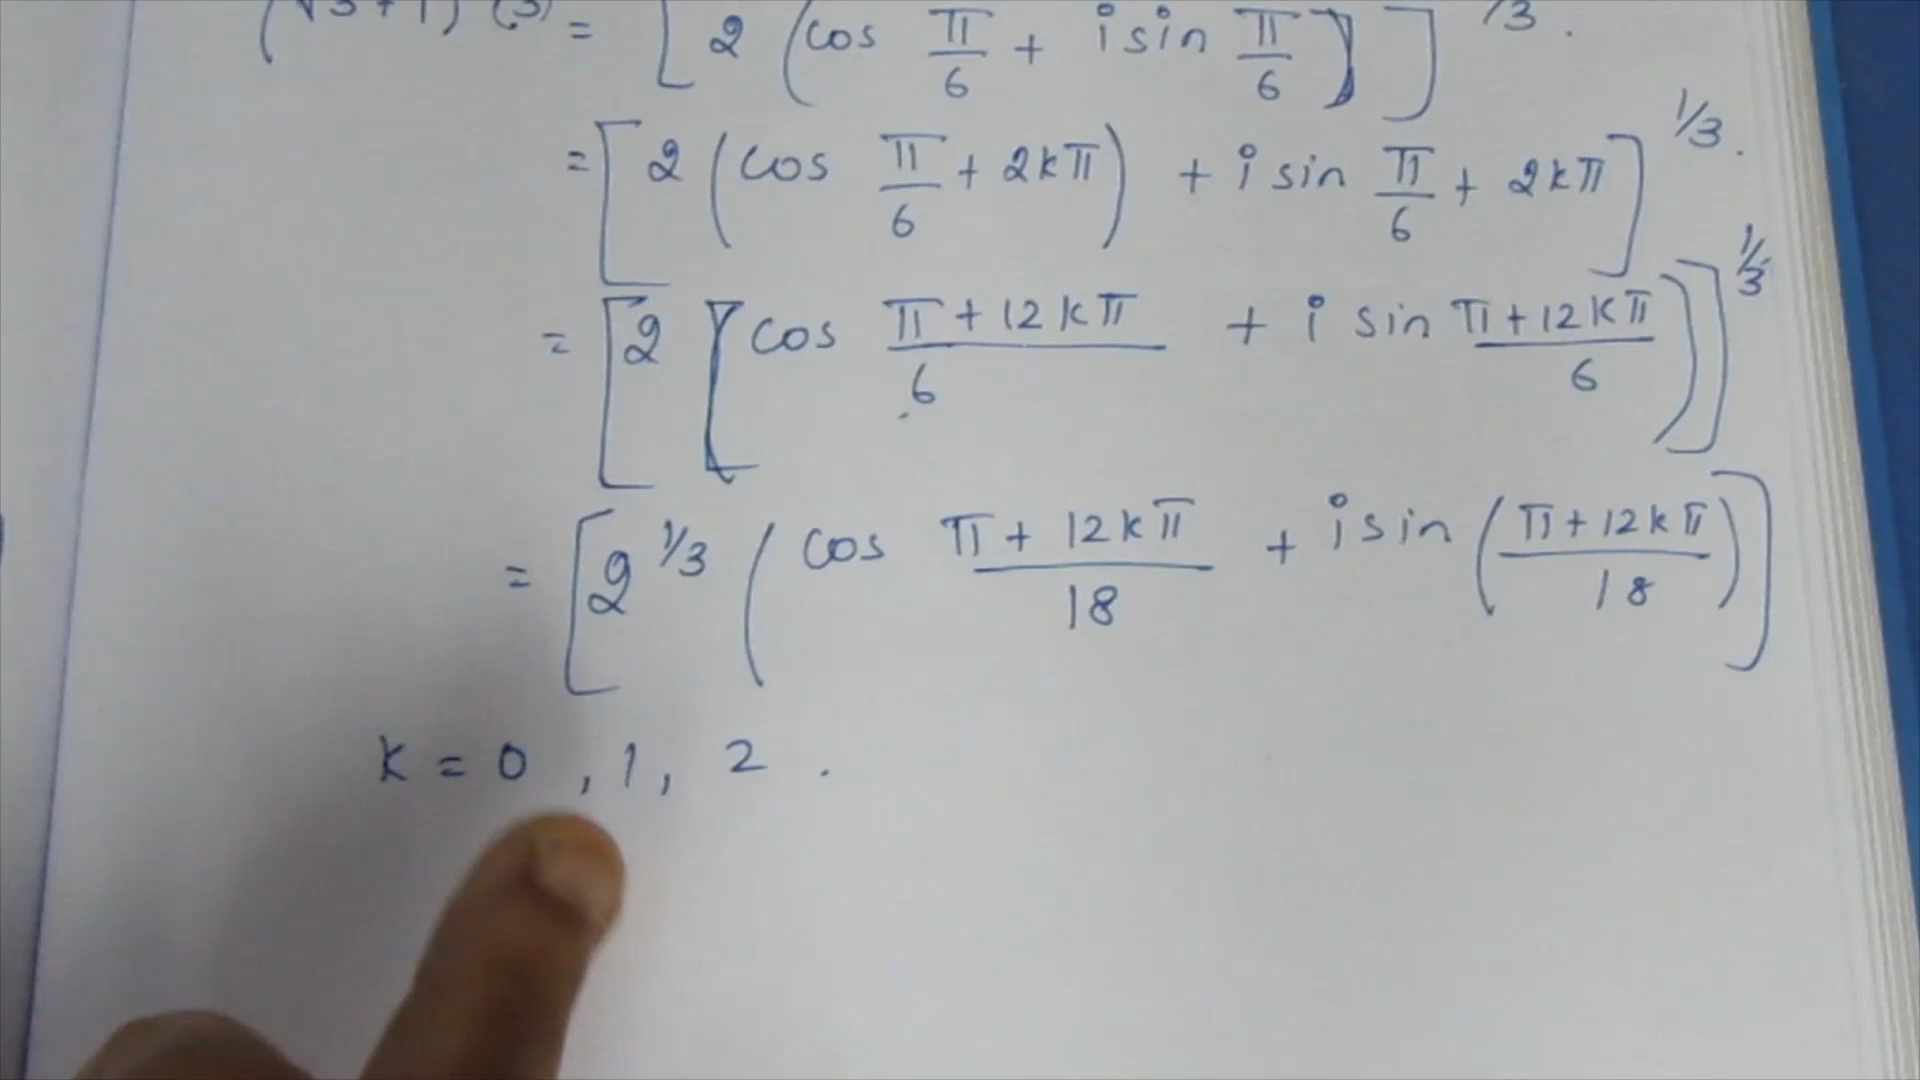 = [2 (cos π/6 + i sin π/6)]^1/3.
= [2 (cos π/6 + 2kπ) + i sin π/6 + 2kπ]^1/3.
= [2 [cos π+12kπ/6 + i sin π+12kπ/6)]^1/3
= [2^1/3 (cos π+12kπ/18 + i sin (π+12kπ/18)]
k = 0, 1, 2.